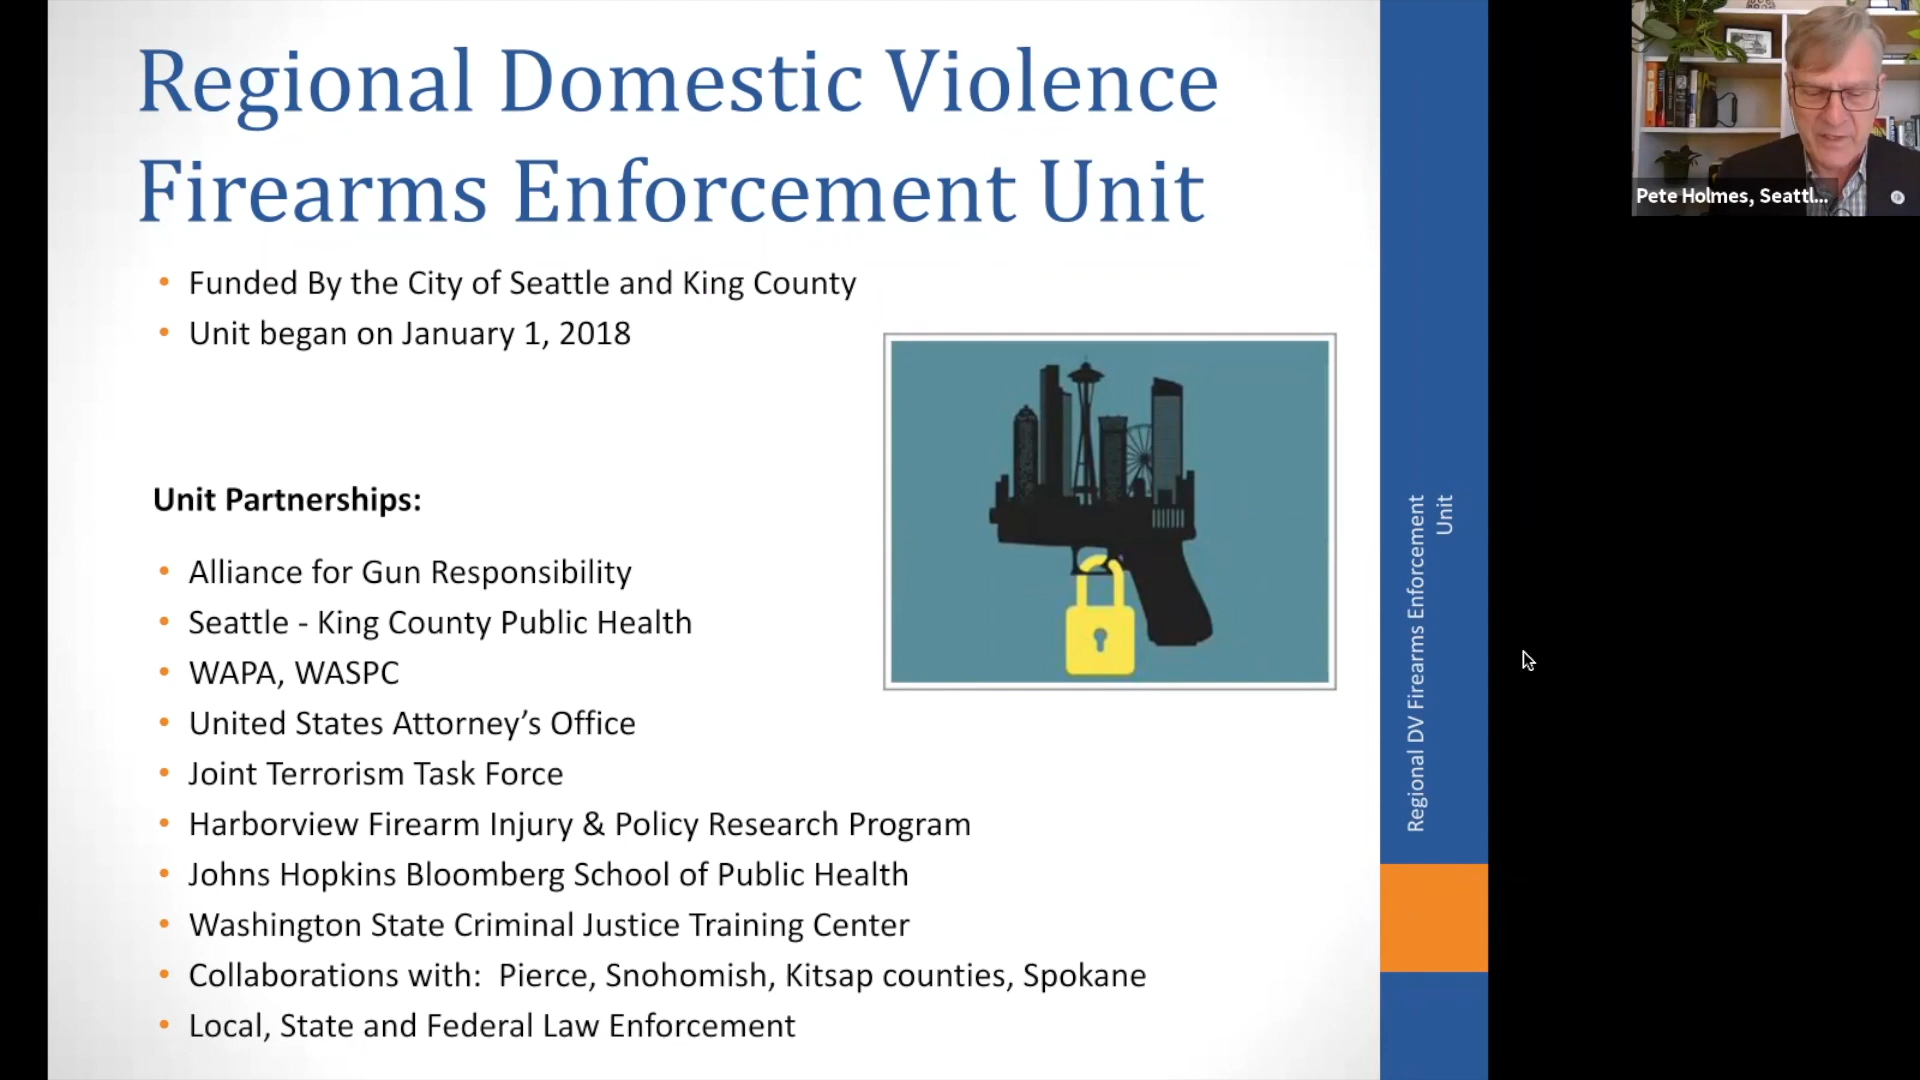 Regional Domestic Violence
Firearms Enforcement Unit
• Funded By the City of Seattle and King County
• Unit began on January 1, 2018
Unit Partnerships:
• Alliance for Gun Responsibility
• Seattle - King County Public Health
• WAPA, WASPC
• United States Attorney’s Office
• Joint Terrorism Task Force
• Harborview Firearm Injury & Policy Research Program
• Johns Hopkins Bloomberg School of Public Health
• Washington State Criminal Justice Training Center
• Collaborations with:  Pierce, Snohomish, Kitsap counties, Spokane
• Local, State and Federal Law Enforcement
Regional DV Firearms Enforcement
Unit
Pete Holmes, Seattl...